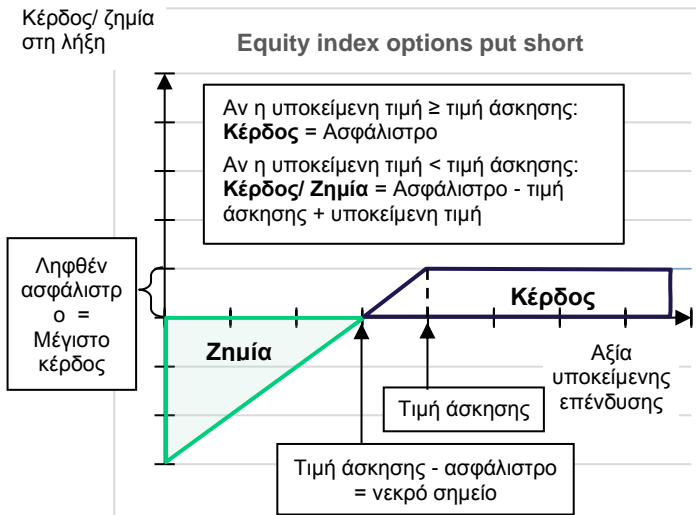 Κέρδος/ ζημία
στη λήξη
Equity index options put short
Αν η υποκείμενη τιμή ≥ τιμή άσκησης:
Κέρδος = Ασφάλιστρο
Αν η υποκείμενη τιμή < τιμή άσκησης:
Κέρδος/ Ζημία = Ασφάλιστρο - τιμή
άσκησης + υποκείμενη τιμή
Ληφθέν
ασφάλιστρ
ο =
Μέγιστο
κέρδος
Κέρδος
Ζημία
Αξία
υποκείμενης
επένδυσης
Τιμή άσκησης
Τιμή άσκησης - ασφάλιστρο
= νεκρό σημείο